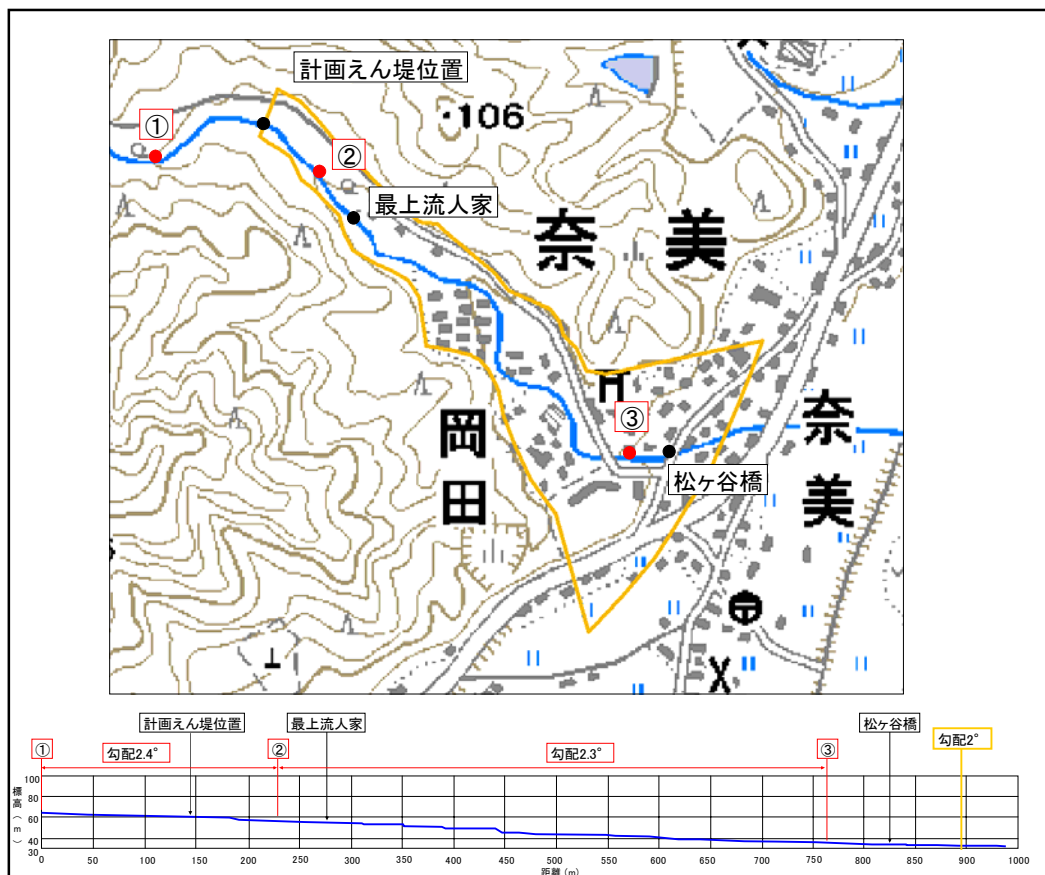 計画えん堤位置
①
・106
②
最上流人家
奈美
岡田
③
奈美
松ヶ谷橋
計画えん堤位置
最上流人家
松ヶ谷橋
①
勾配2.4°
②
勾配2.3°
③
勾配2°
標高(m)
100
80
60
40
30
0 50 100 150 200 250 300 350 400 450 500 550 600 650 700 750 800 850 900 950 1000
距離(m)